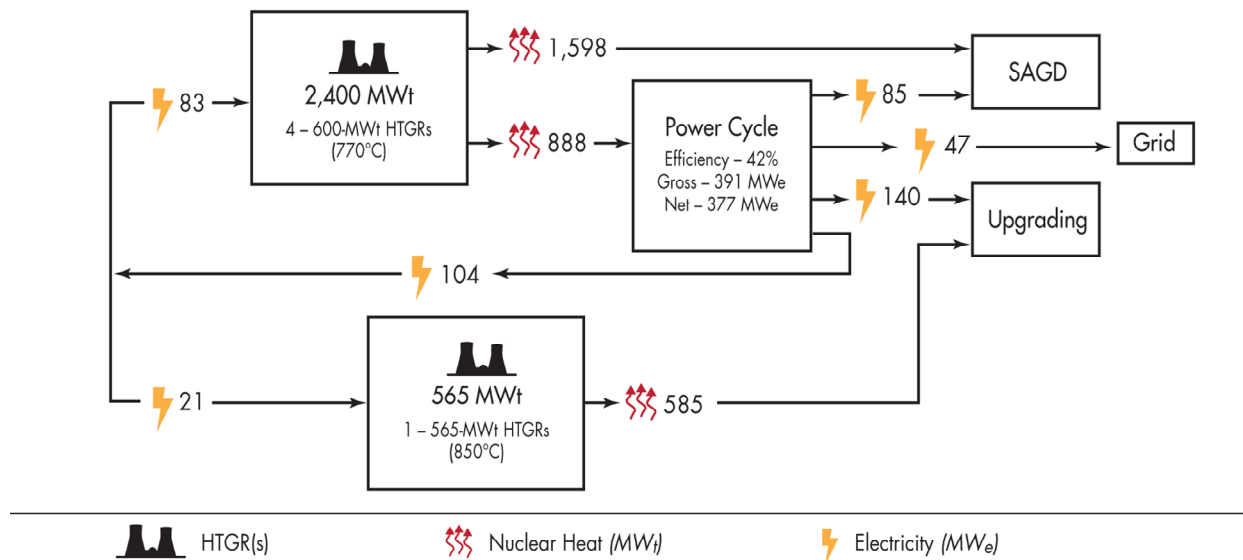 1,598
SAGD
83
2,400 MWt
4 – 600-MWt HTGRs
(770°C)
85
888
Power Cycle
Efficiency – 42%
Gross – 391 MWe
Net – 377 MWe
47
Grid
140
Upgrading
104
21
565 MWt
1 – 565-MWt HTGRs
(850°C)
585
HTGR(s)
Nuclear Heat (MWt)
Electricity (MWe)